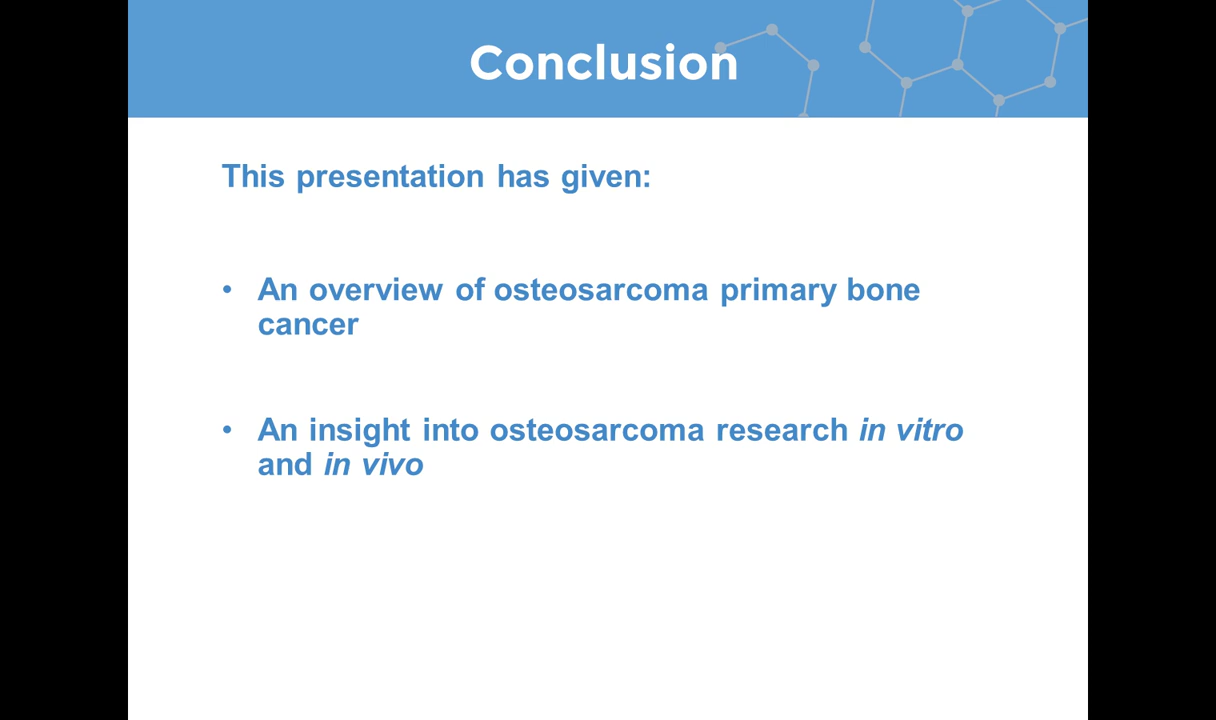 Conclusion
This presentation has given:
• An overview of osteosarcoma primary bone
cancer
• An insight into osteosarcoma research in vitro
and in vivo